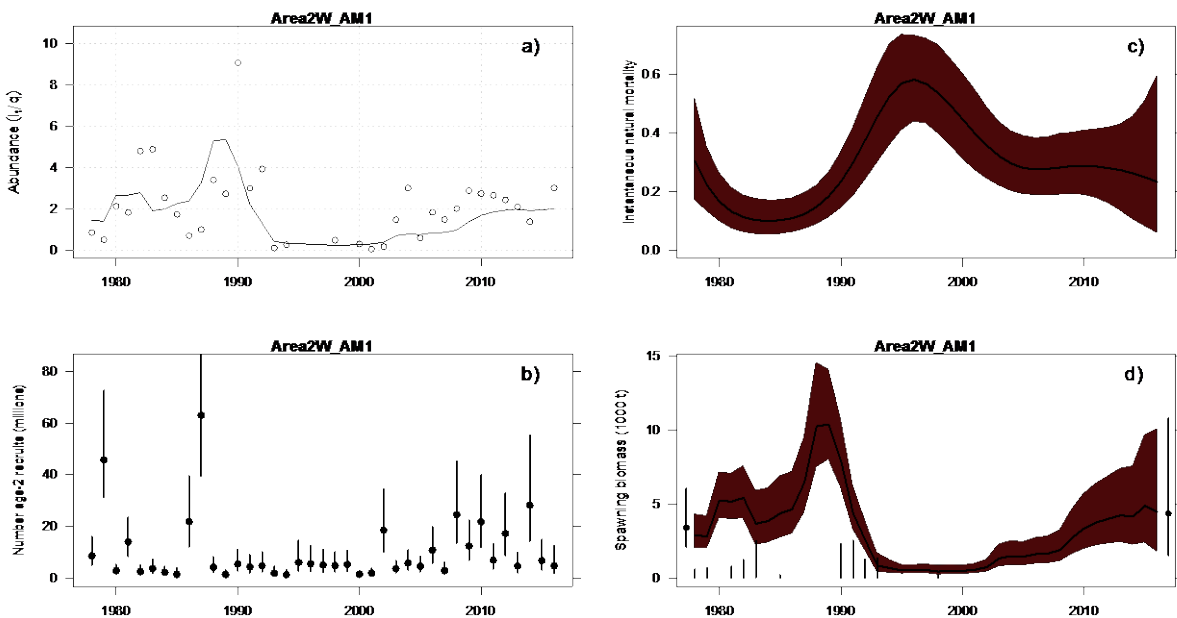 Area2W_AM1
a)
Abundance (It/q)
10
8
6
4
2
0
1980 1990 2000 2010
Area2W_AM1
c)
Instantaneous natural mortality
0.6
0.4
0.2
0.0
1980 1990 2000 2010
Area2W_AM1
b)
Number age-2 recruits (millions)
80
60
40
20
0
1980 1990 2000 2010
Area2W_AM1
d)
Spawning biomass (1000 t)
15
10
5
0
1980 1990 2000 2010